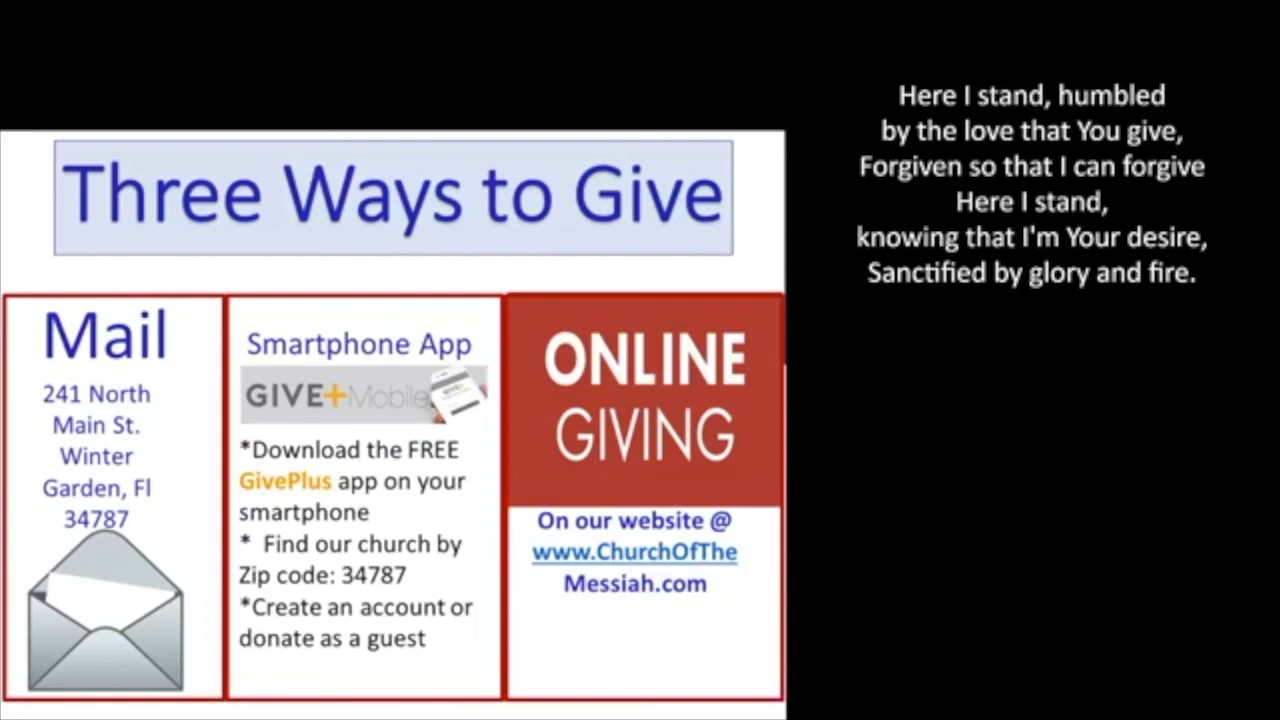 Three Ways to Give
Mail
241 North
Main St.
Winter
Garden, Fl
34787
Smartphone App
GIVE+Mobile
*Download the FREE
GivePlus app on your
smartphone
* Find our church by
Zip code: 34787
*Create an account or
donate as a guest
ONLINE
GIVING
On our website @
www.ChurchOfThe
Messiah.com
Here I stand, humbled
by the love that You give,
Forgiven so that I can forgive
Here I stand,
knowing that I'm Your desire,
Sanctified by glory and fire.